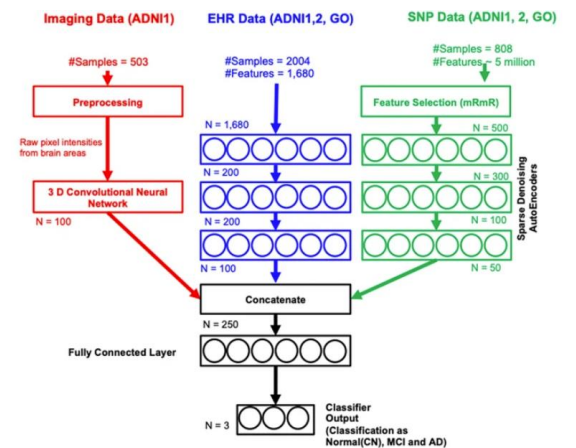 Imaging Data (ADNI1)
EHR Data (ADNI1,2, GO)
SNP Data (ADNI1, 2, GO)
#Samples = 503
#Samples = 2004
#Features = 1,680
#Samples = 808
#Features~ 5 million
Preprocessing
Feature Selection (mRmR)
Raw pixel intensities
from brain areas
N = 1,680
N = 500
N = 200
N = 300
3 D Convolutional Neural
Network
N = 100
N = 200
N = 100
N = 100
N = 50
Sparse Denoising
AutoEncoders
Concatenate
N = 250
Fully Connected Layer
N = 3
Classifier
Output
(Classification as
Normal(CN), MCI and AD)